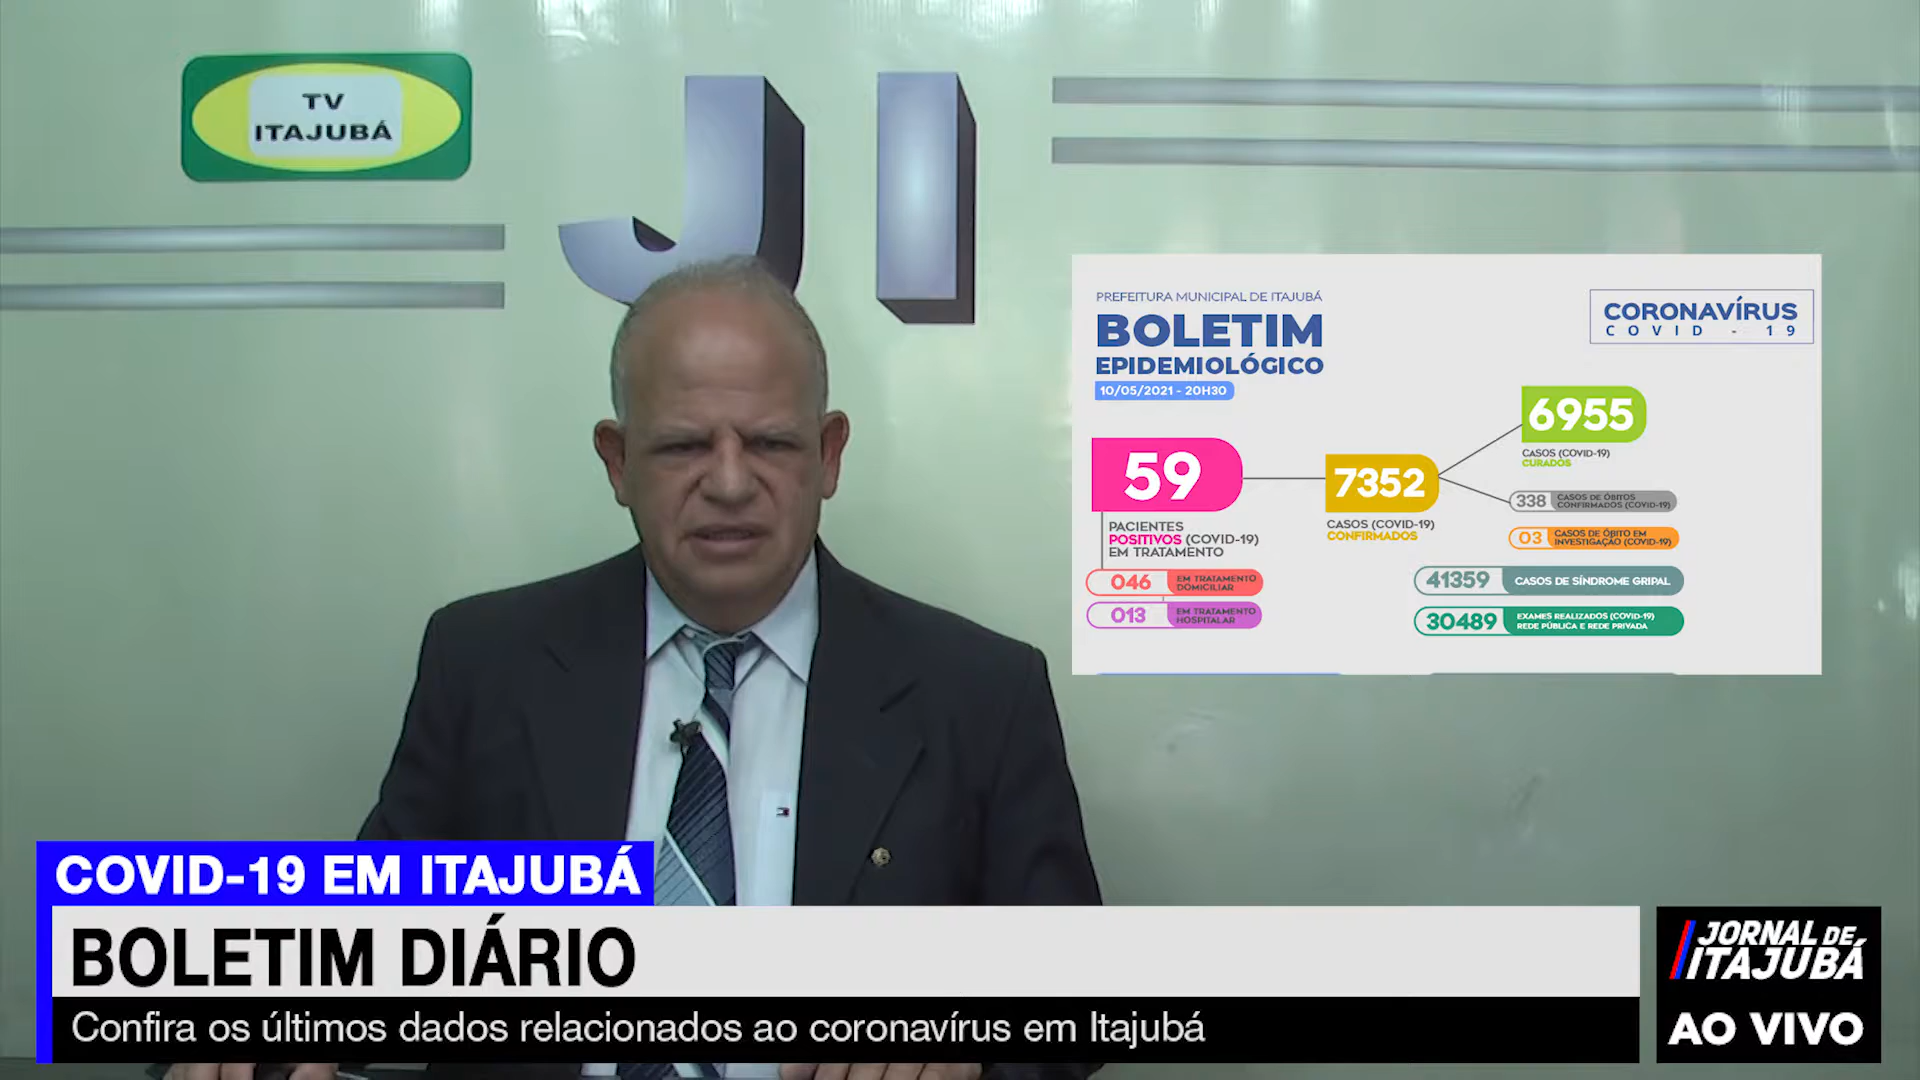 TV
ITAJUBÁ
JI
PREFEITURA MUNICIPAL DE ITAJUBÁ
BOLETIM
EPIDEMIOLÓGICO
10/05/2021 - 20H30
CORONAVÍRUS
COVID - 19
59
PACIENTES
POSITIVOS (COVID-19)
EM TRATAMENTO
046
EM TRATAMENTO
DOMICILIAR
013
EM TRATAMENTO
HOSPITALAR
7352
CASOS (COVID-19)
CONFIRMADOS
6955
CASOS (COVID-19)
CURADOS
338
CASOS DE ÓBITOS
CONFIRMADOS (COVID-19)
03
CASOS DE ÓBITO EM
INVESTIGAÇÃO (COVID-19)
41359
CASOS DE SÍNDROME GRIPAL
30489
EXAMES REALIZADOS (COVID-19)
REDE PÚBLICA E REDE PRIVADA
COVID-19 EM ITAJUBÁ
BOLETIM DIÁRIO
Confira os últimos dados relacionados ao coronavírus em Itajubá
JORNAL DE
ITAJUBÁ
AO VIVO